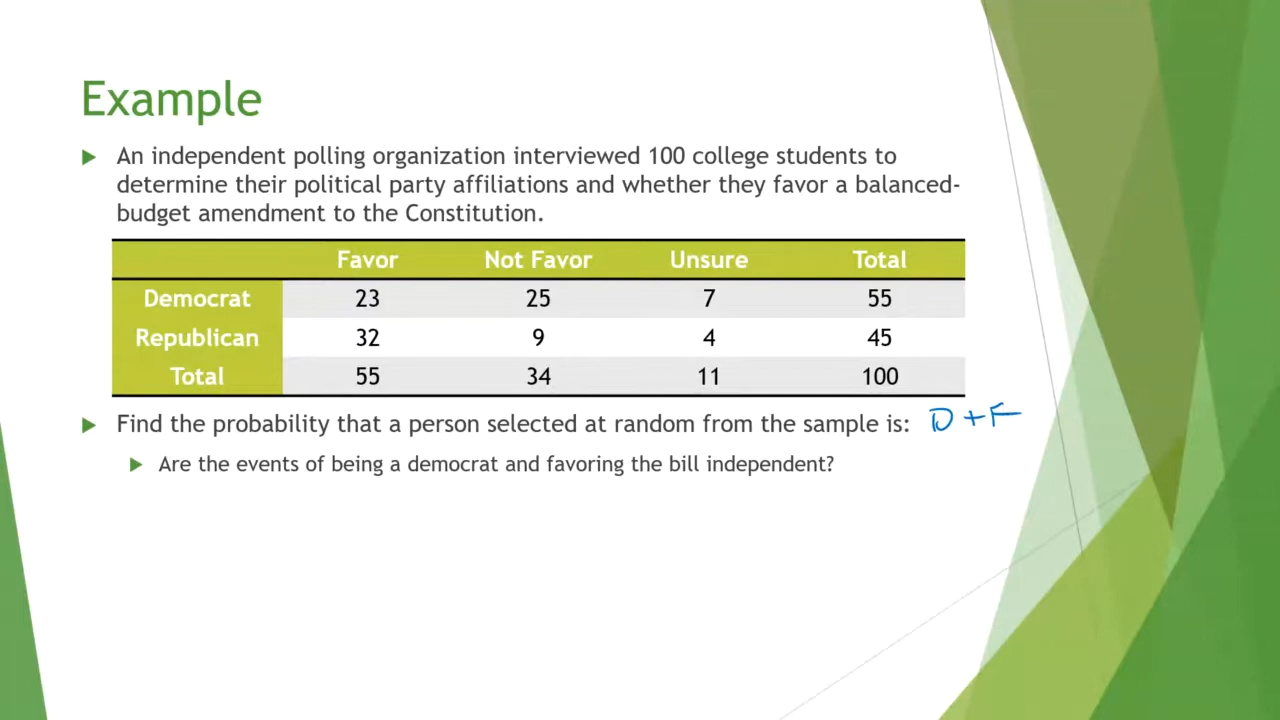 Example
An independent polling organization interviewed 100 college students to
determine their political party affiliations and whether they favor a balanced-
budget amendment to the Constitution.
Favor Not Favor Unsure Total
Democrat 23 25 7 55
Republican 32 9 4 45
Total 55 34 11 100
Find the probability that a person selected at random from the sample is: D + F
Are the events of being a democrat and favoring the bill independent?